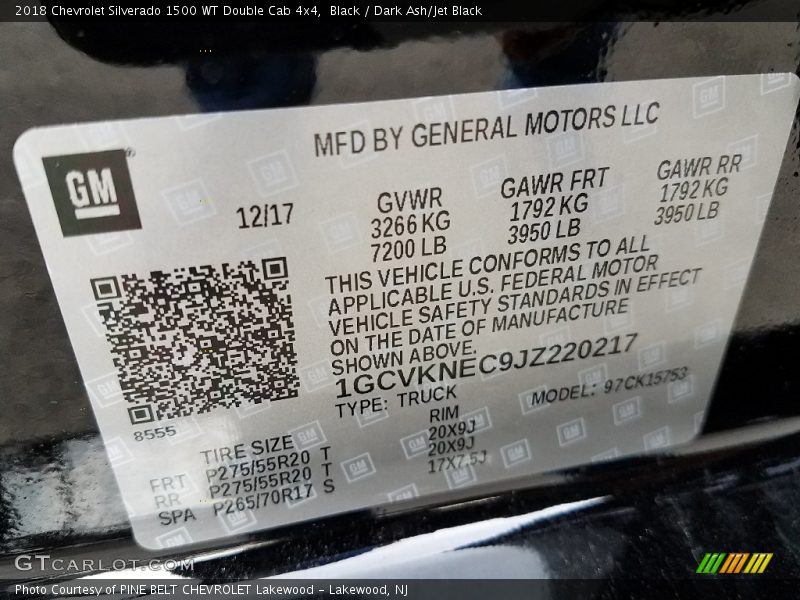 2018 Chevrolet Silverado 1500 WT Double Cab 4x4, Black / Dark Ash/Jet Black
MFD BY GENERAL MOTORS LLC
GM
12/17
GVWR
3266 KG
7200 LB
GAWR FRT
1792 KG
3950 LB
GAWR RR
1792 KG
3950 LB
THIS VEHICLE CONFORMS TO ALL
APPLICABLE U.S. FEDERAL MOTOR
VEHICLE SAFETY STANDARDS IN EFFECT
ON THE DATE OF MANUFACTURE
SHOWN ABOVE.
1GCVKNEC9JZ220217
TYPE: TRUCK
MODEL: 97CK15753
8555
TIRE SIZE
RIM
FRT P275/55R20 T 20X9J
RR P275/55R20 T 20X9J
SPA P265/70R17 S 17X7.5J
GTCarLot.com
Photo Courtesy of PINE BELT CHEVROLET Lakewood - Lakewood, NJ